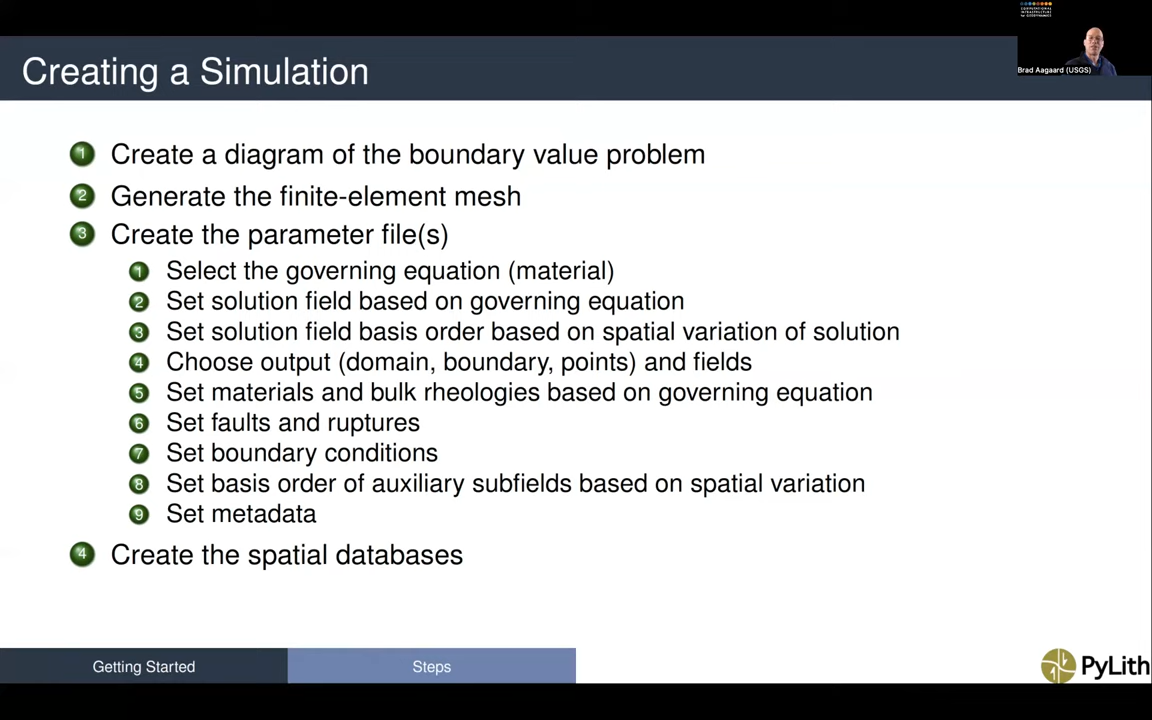 COMPUTATIONAL
INFRASTRUCTURE
for GEODYNAMICS
Brad Aagaard (USGS)
Creating a Simulation
1 Create a diagram of the boundary value problem
2 Generate the finite-element mesh
3 Create the parameter file(s)
1 Select the governing equation (material)
2 Set solution field based on governing equation
3 Set solution field basis order based on spatial variation of solution
4 Choose output (domain, boundary, points) and fields
5 Set materials and bulk rheologies based on governing equation
6 Set faults and ruptures
7 Set boundary conditions
8 Set basis order of auxiliary subfields based on spatial variation
9 Set metadata
4 Create the spatial databases
Getting Started
Steps
PyLith